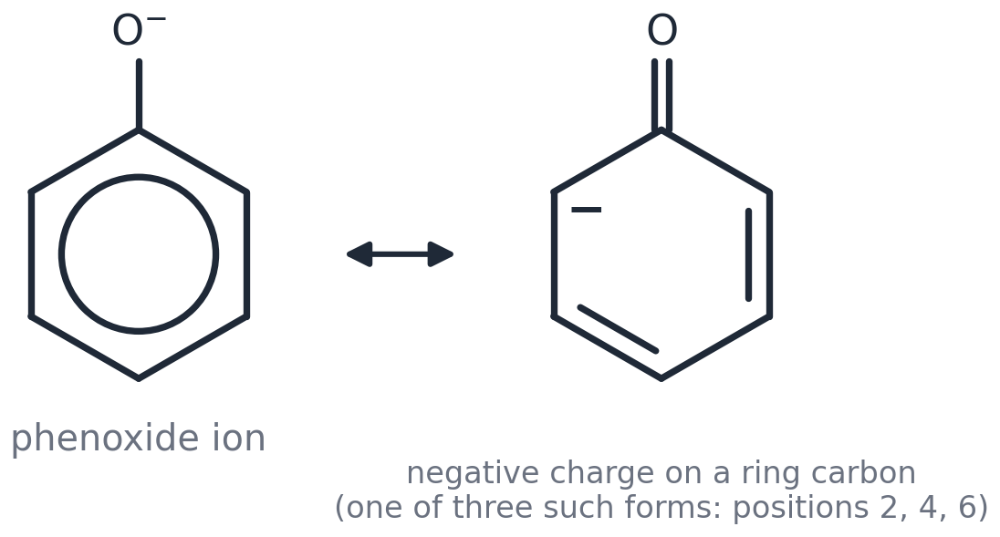 O⁻
O
−
phenoxide ion
negative charge on a ring carbon
(one of three such forms: positions 2, 4, 6)